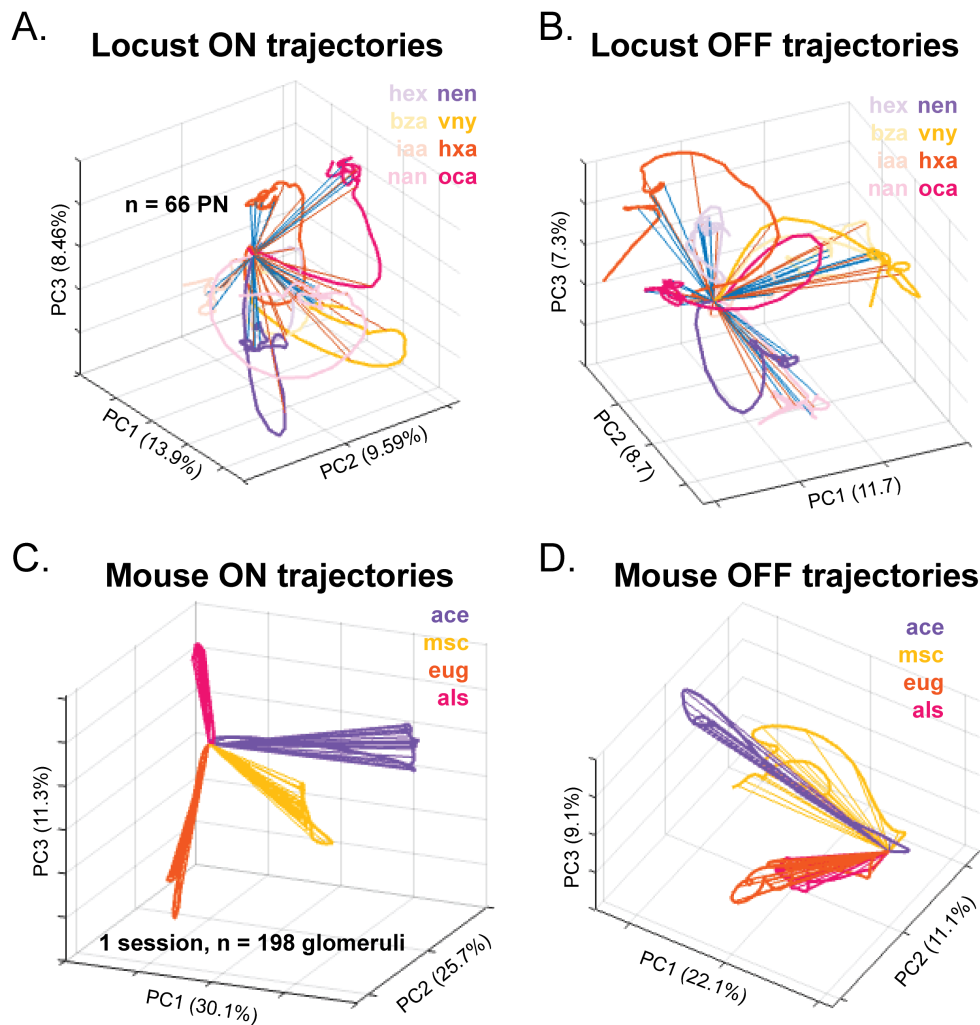 A.
Locust ON trajectories
hex nen
bza vny
iaa hxa
nan oca
n = 66 PN
PC3 (8.46%)
PC1 (13.9%)
PC2 (9.59%)
B.
Locust OFF trajectories
hex nen
bza vny
iaa hxa
nan oca
PC3 (7.3%)
PC2 (8.7)
PC1 (11.7)
C.
Mouse ON trajectories
ace
msc
eug
als
PC3 (11.3%)
1 session, n = 198 glomeruli
PC1 (30.1%)
PC2 (25.7%)
D.
Mouse OFF trajectories
ace
msc
eug
als
PC3 (9.1%)
PC1 (22.1%)
PC2 (11.1%)